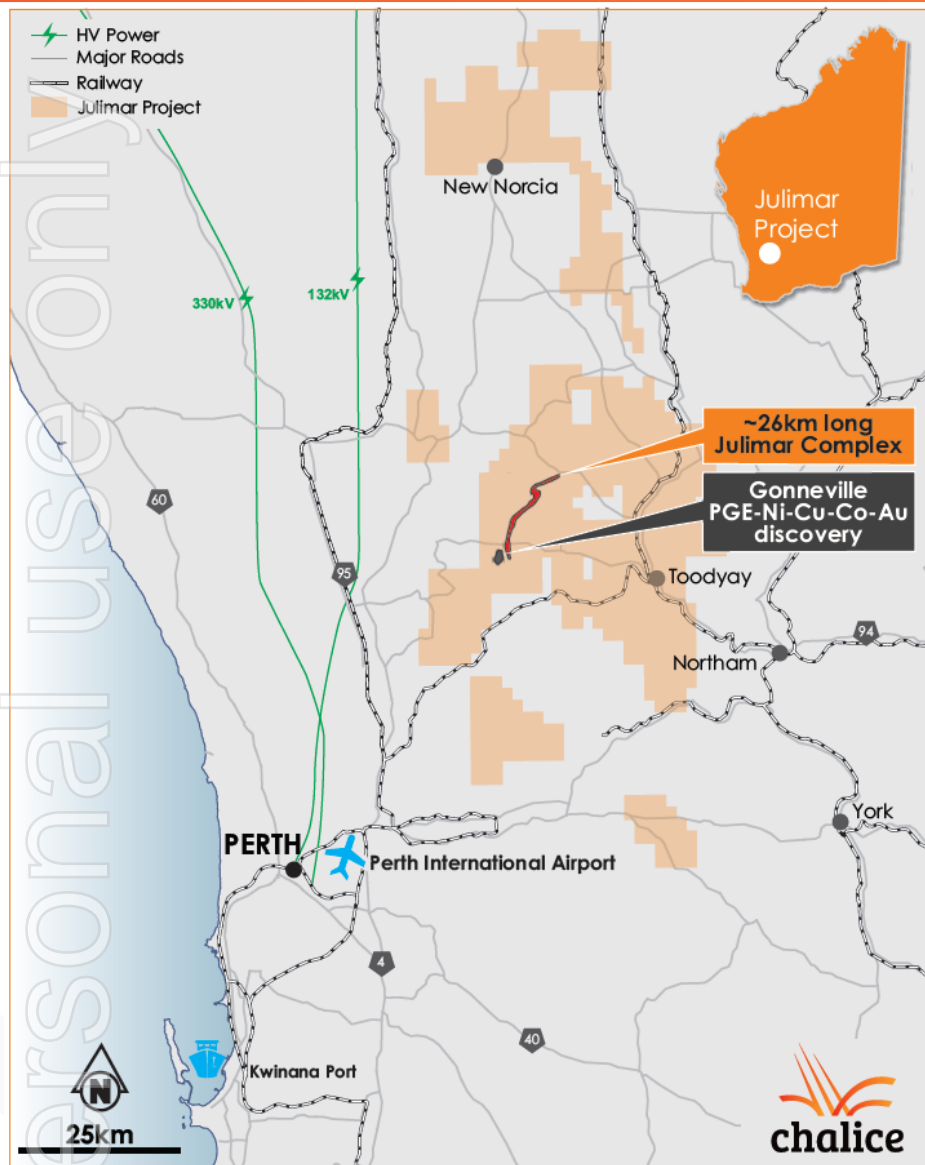 HV Power
Major Roads
Railway
Julimar Project
New Norcia
Julimar
Project
330kV
132kV
~26km long
Julimar Complex
Gonneville
PGE-Ni-Cu-Co-Au
discovery
60
95
Toodyay
94
Northam
York
PERTH
Perth International Airport
4
40
Kwinana Port
N
25km
chalice
ersonal use only